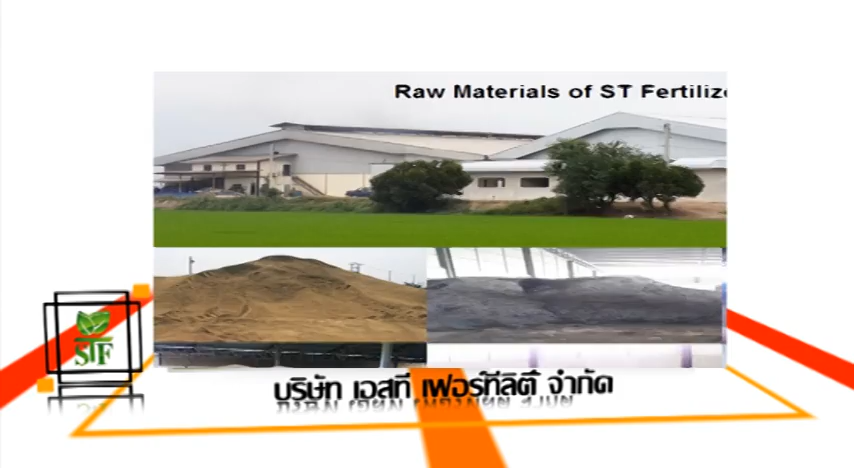 Raw Materials of ST Fertilize
STF
บริษัท เอสที เฟอร์ทีลิตี้ จำกัด